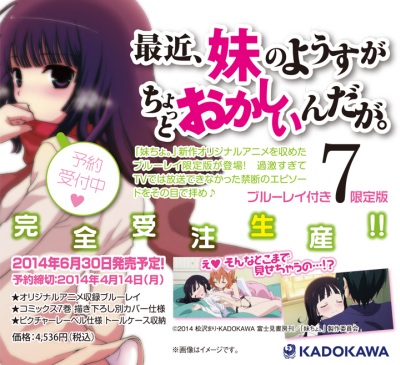 最近、妹のようすが
ちょっとおかしいんだが。
「妹ちょ。」新作オリジナルアニメを収めた
ブルーレイ限定版が登場! 過激すぎて
TVでは放送できなかった禁断のエピソー
ドをその目で拝め♪
予約
受付中
ブルーレイ付き7限定版
完全受注生産!!
2014年6月30日発売予定!
予約締切:2014年4月14日(月)
★オリジナルアニメ収録ブルーレイ
★コミックス7巻 描き下ろし別カバー仕様
★ピクチャーレーベル仕様 トールケース収納
価格:4,536円(税込)
え♥ そんなとこまで
見せちゃうの…!?
©2014 松沢まり・KADOKAWA 富士見書房刊/「妹ちょ。」製作委員会
※画像はイメージです。
KADOKAWA